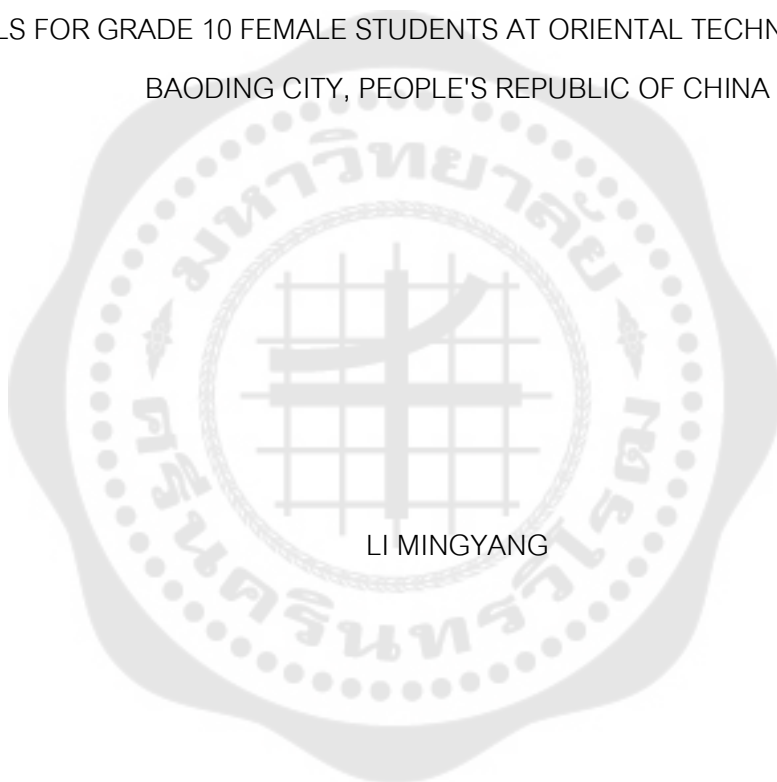 LS FOR GRADE 10 FEMALE STUDENTS AT ORIENTAL TECHN
BAODING CITY, PEOPLE'S REPUBLIC OF CHINA
มหาวิทยาลัย
ศรีนครินทรวิโรฒ
LI MINGYANG